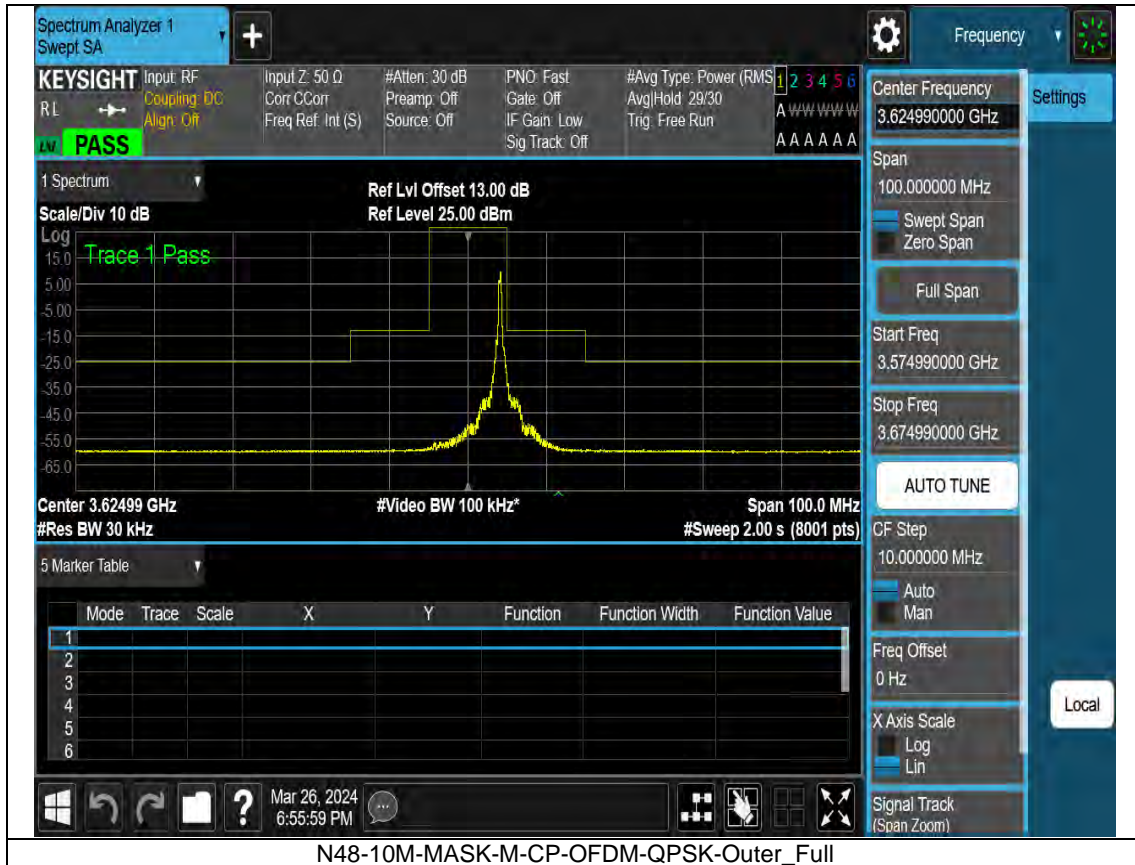 Spectrum Analyzer 1
Swept SA
+
Frequency
KEYSIGHT Input: RF Input Z: 50 Ω #Atten: 30 dB PNO: Fast #Avg Type: Power (RMS 1 2 3 4 5 6
RL Coupling: DC Corr CCorr Preamp: Off Gate: Off Avg|Hold: 29/30 A W W W W W
Align: Off Freq Ref: Int (S) Source: Off IF Gain: Low Trig: Free Run
PASS Sig Track: Off A A A A A A
Center Frequency
3.624990000 GHz
Settings
1 Spectrum
Ref Lvl Offset 13.00 dB
Scale/Div 10 dB Ref Level 25.00 dBm
Log
Trace 1 Pass
15.0
5.00
-5.00
-15.0
-25.0
-35.0
-45.0
-55.0
-65.0
Center 3.62499 GHz #Video BW 100 kHz* Span 100.0 MHz
#Res BW 30 kHz #Sweep 2.00 s (8001 pts)
Span
100.000000 MHz
Swept Span
Zero Span
Full Span
Start Freq
3.574990000 GHz
Stop Freq
3.674990000 GHz
AUTO TUNE
CF Step
10.000000 MHz
Auto
Man
Freq Offset
0 Hz
X Axis Scale
Log
Lin
Signal Track
(Span Zoom)
Local
5 Marker Table
Mode Trace Scale X Y Function Function Width Function Value
1
2
3
4
5
6
? Mar 26, 2024
6:55:59 PM
N48-10M-MASK-M-CP-OFDM-QPSK-Outer_Full